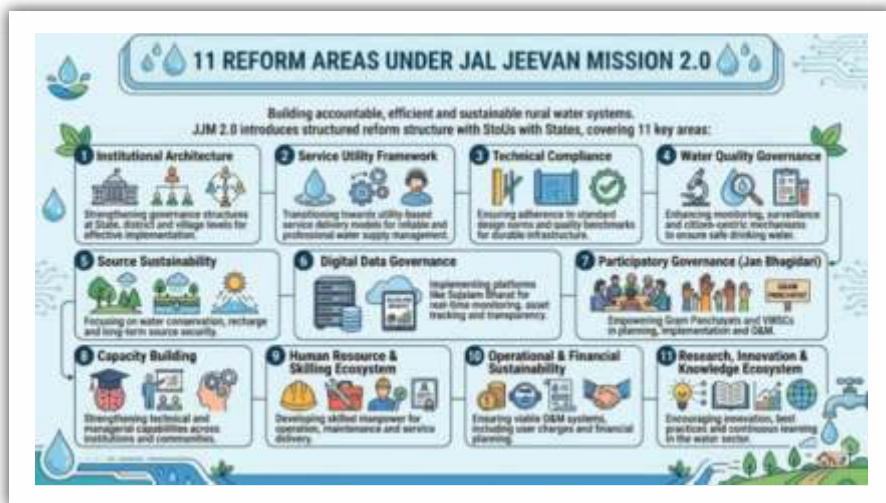 11 REFORM AREAS UNDER JAL JEEVAN MISSION 2.0
Building accountable, efficient and sustainable rural water systems.
JJM 2.0 introduces structured reform structure with StoUs with States, covering 11 key areas:
1 Institutional Architecture
Strengthening governance structures
at State, district and village levels for
effective implementation.
2 Service Utility Framework
Transitioning towards utility-based
service delivery models for reliable and
professional water supply management.
3 Technical Compliance
Ensuring adherence to standard
design norms and quality benchmarks
for durable infrastructure.
4 Water Quality Governance
Enhancing monitoring, surveillance
and citizen-centric mechanisms
to ensure safe drinking water.
5 Source Sustainability
Focusing on water conservation, recharge
and long-term source security.
6 Digital Data Governance
Implementing platforms
like Sujalam Bharat for
real-time monitoring, asset
tracking and transparency.
7 Participatory Governance (Jan Bhagidari)
GRAM
PANCHAYAT
Empowering Gram Panchayats and VWSCs
in planning, implementation and O&M.
8 Capacity Building
Strengthening technical and
managerial capabilities across
institutions and communities.
9 Human Resource &
Skilling Ecosystem
Developing skilled manpower for
operation, maintenance and service
delivery.
10 Operational & Financial
Sustainability
Ensuring viable O&M systems,
including user charges and financial
planning.
11 Research, Innovation &
Knowledge Ecosystem
Encouraging innovation, best
practices and continuous learning
in the water sector.